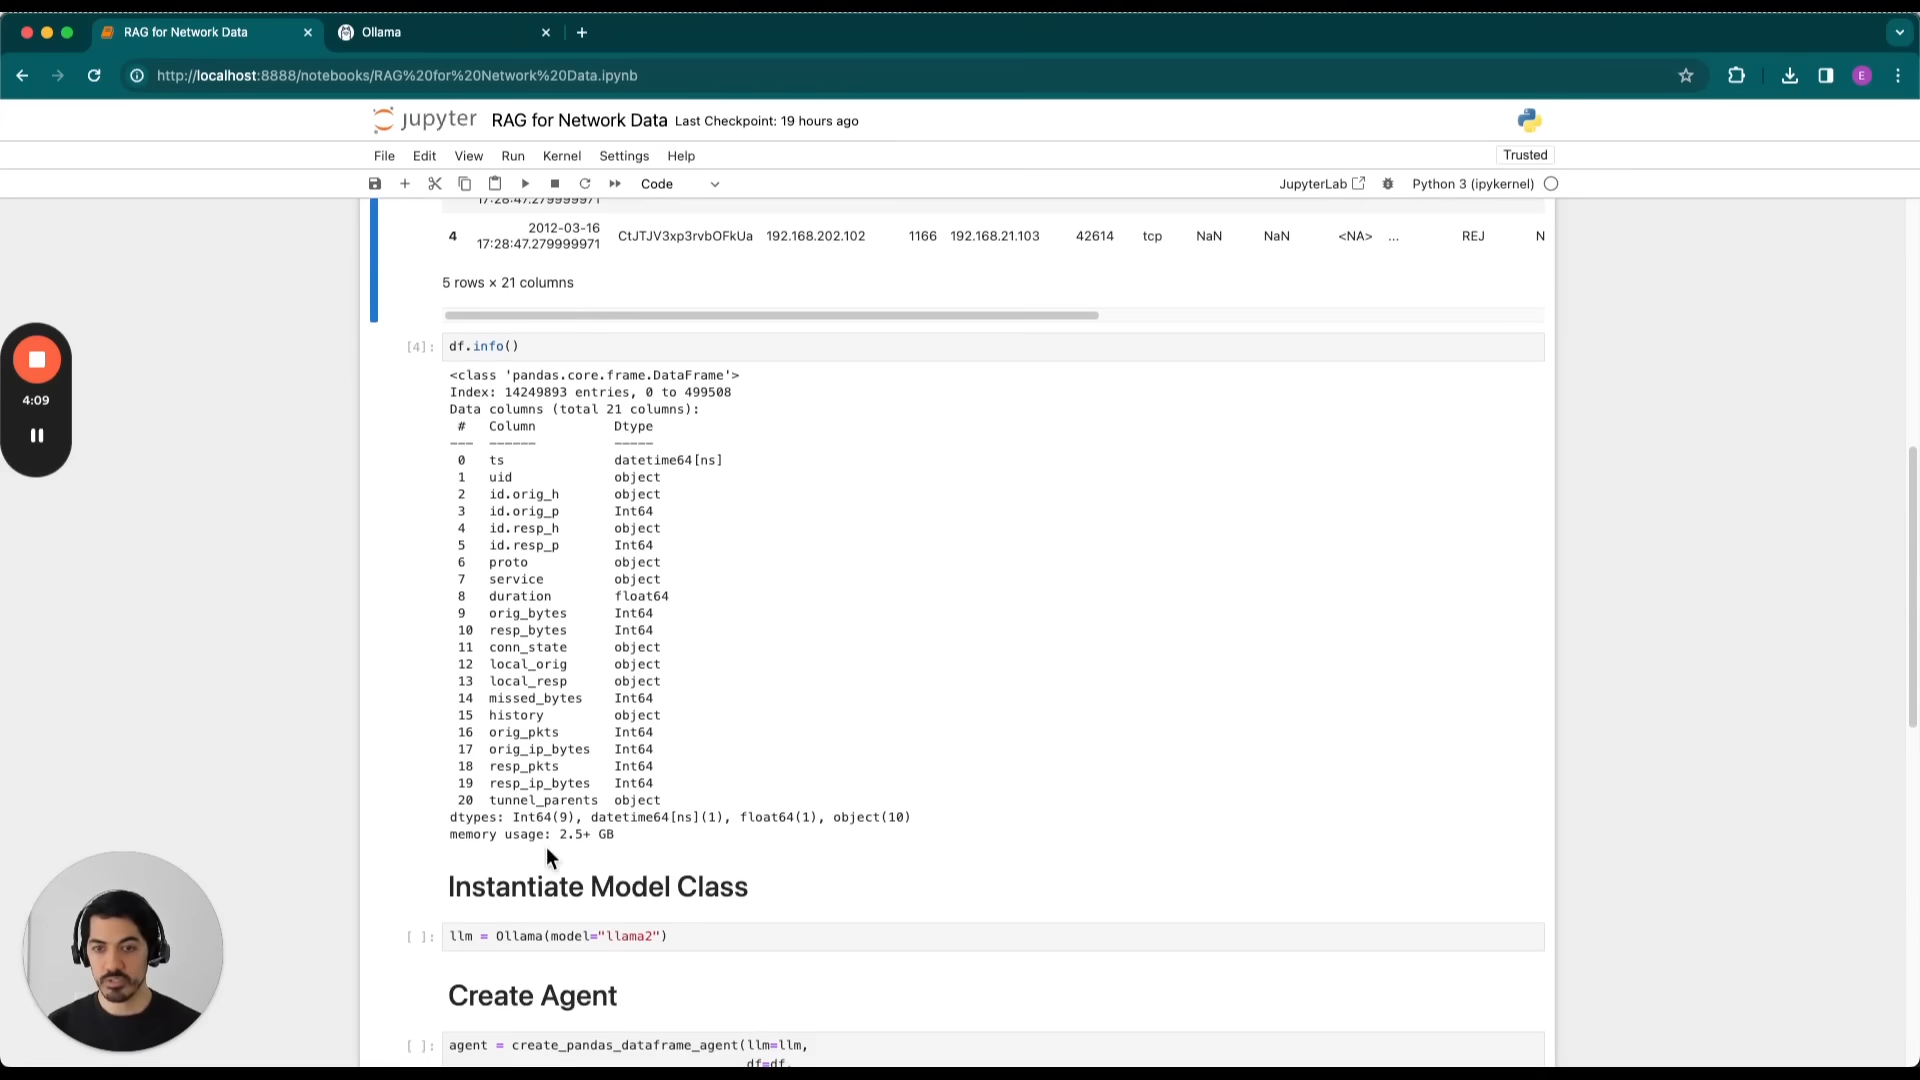 RAG for Network Data
Ollama
http://localhost:8888/notebooks/RAG%20for%20Network%20Data.ipynb
E
jupyter RAG for Network Data Last Checkpoint: 19 hours ago
File Edit View Run Kernel Settings Help
Trusted
Code
JupyterLab
Python 3 (ipykernel)
17:28:47.279999971
2012-03-16
4 17:28:47.279999971 CtJTJV3xp3rvbOFkUa 192.168.202.102 1166 192.168.21.103 42614 tcp NaN NaN <NA> ... REJ N
5 rows × 21 columns
[4]: df.info()
<class 'pandas.core.frame.DataFrame'>
Index: 14249893 entries, 0 to 499508
Data columns (total 21 columns):
# Column Dtype
--- ------ -----
0 ts datetime64[ns]
1 uid object
2 id.orig_h object
3 id.orig_p Int64
4 id.resp_h object
5 id.resp_p Int64
6 proto object
7 service object
8 duration float64
9 orig_bytes Int64
10 resp_bytes Int64
11 conn_state object
12 local_orig object
13 local_resp object
14 missed_bytes Int64
15 history object
16 orig_pkts Int64
17 orig_ip_bytes Int64
18 resp_pkts Int64
19 resp_ip_bytes Int64
20 tunnel_parents object
dtypes: Int64(9), datetime64[ns](1), float64(1), object(10)
memory usage: 2.5+ GB
Instantiate Model Class
[ ]: llm = Ollama(model="llama2")
Create Agent
[ ]: agent = create_pandas_dataframe_agent(llm=llm,
df=df,
4:09